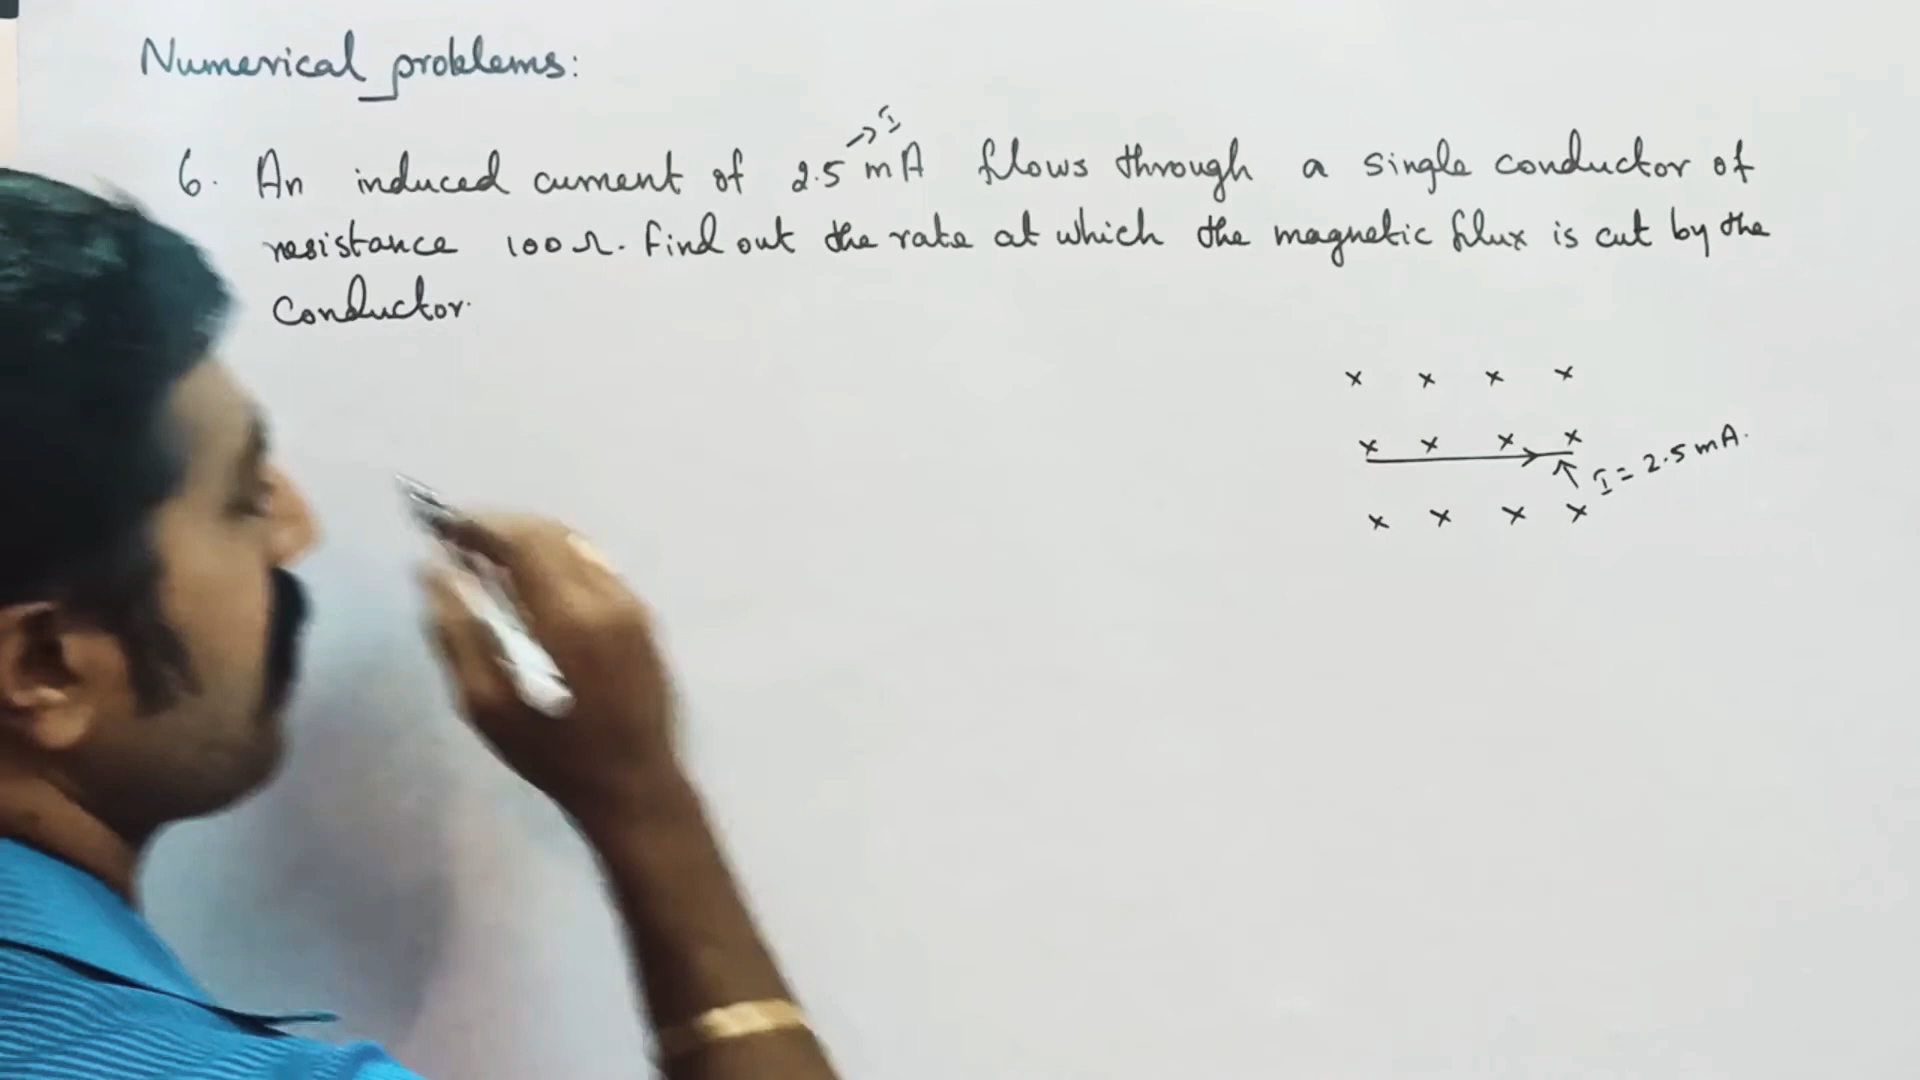 Numerical problems:
I
6. An induced current of 2.5 mA flows through a single conductor of
resistance 100Ω. Find out the rate at which the magnetic flux is cut by the
conductor.
x x x x
x x x x
I = 2.5 mA.
x x x x